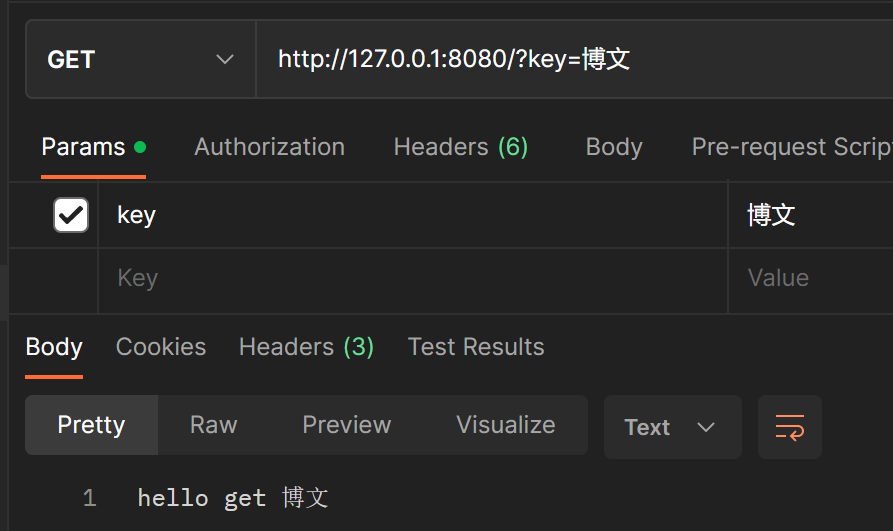 GET http://127.0.0.1:8080/?key=博文
Params Authorization Headers (6) Body Pre-request Scrip
key 博文
Key Value
Body Cookies Headers (3) Test Results
Pretty Raw Preview Visualize Text
1 hello get 博文